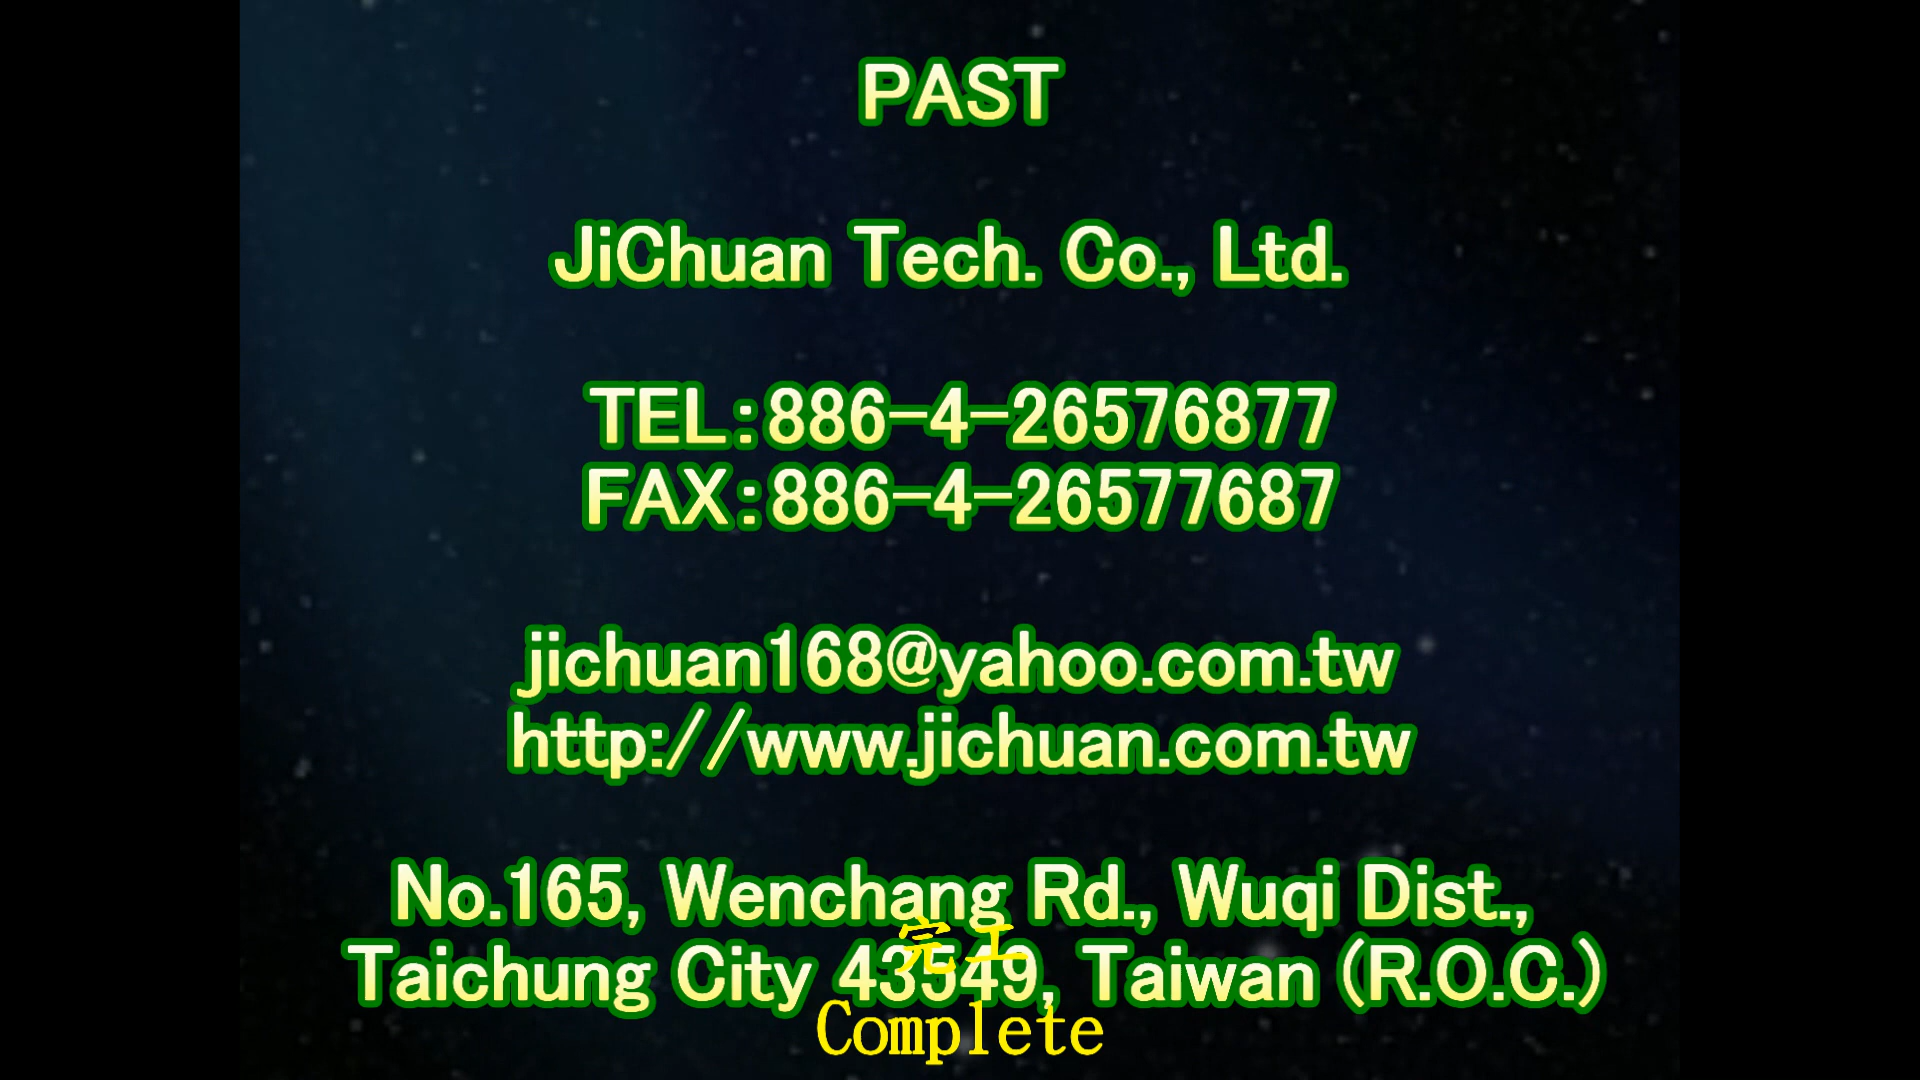 PAST
JiChuan Tech. Co., Ltd.
TEL:886-4-26576877
FAX:886-4-26577687
jichuan168@yahoo.com.tw
http://www.jichuan.com.tw
No.165, Wenchang Rd., Wuqi Dist.,
完工
Taichung City 43549, Taiwan (R.O.C.)
Complete